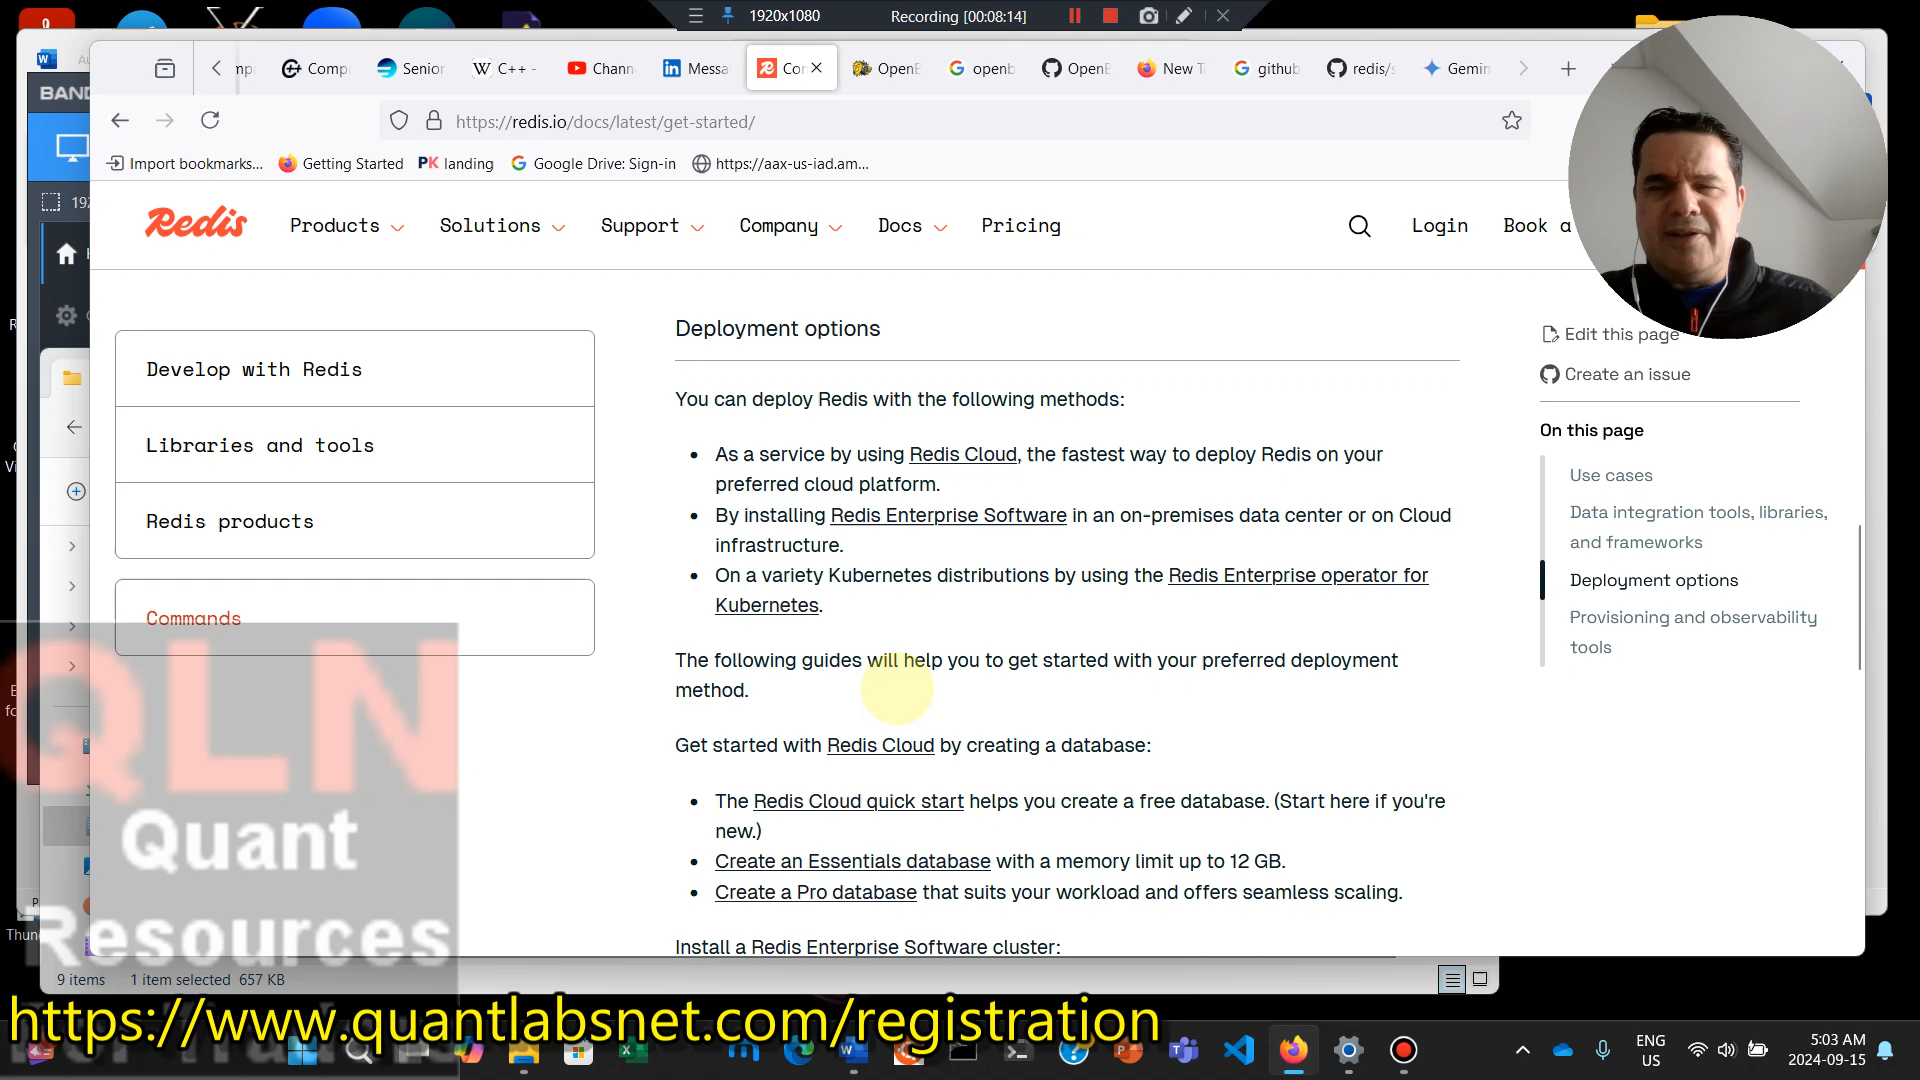 1920x1080
Recording [00:08:14]
Comp
Senior
C++ -
Chann
Messa
Con
OpenB
openb
OpenB
New T
github
redis/s
Gemin
BAND
https://redis.io/docs/latest/get-started/
Import bookmarks...
Getting Started
PK landing
Google Drive: Sign-in
https://aax-us-iad.am...
Redis
Products
Solutions
Support
Company
Docs
Pricing
Login
Book a
Deployment options
Edit this page
Create an issue
Develop with Redis
Libraries and tools
Redis products
Commands
You can deploy Redis with the following methods:
As a service by using Redis Cloud, the fastest way to deploy Redis on your
preferred cloud platform.
By installing Redis Enterprise Software in an on-premises data center or on Cloud
infrastructure.
On a variety Kubernetes distributions by using the Redis Enterprise operator for
Kubernetes.
The following guides will help you to get started with your preferred deployment
method.
Get started with Redis Cloud by creating a database:
The Redis Cloud quick start helps you create a free database. (Start here if you're
new.)
Create an Essentials database with a memory limit up to 12 GB.
Create a Pro database that suits your workload and offers seamless scaling.
Install a Redis Enterprise Software cluster:
On this page
Use cases
Data integration tools, libraries,
and frameworks
Deployment options
Provisioning and observability
tools
QLN
Quant
Resources
9 items
1 item selected 657 KB
https://www.quantlabsnet.com/registration
ENG
US
5:03 AM
2024-09-15